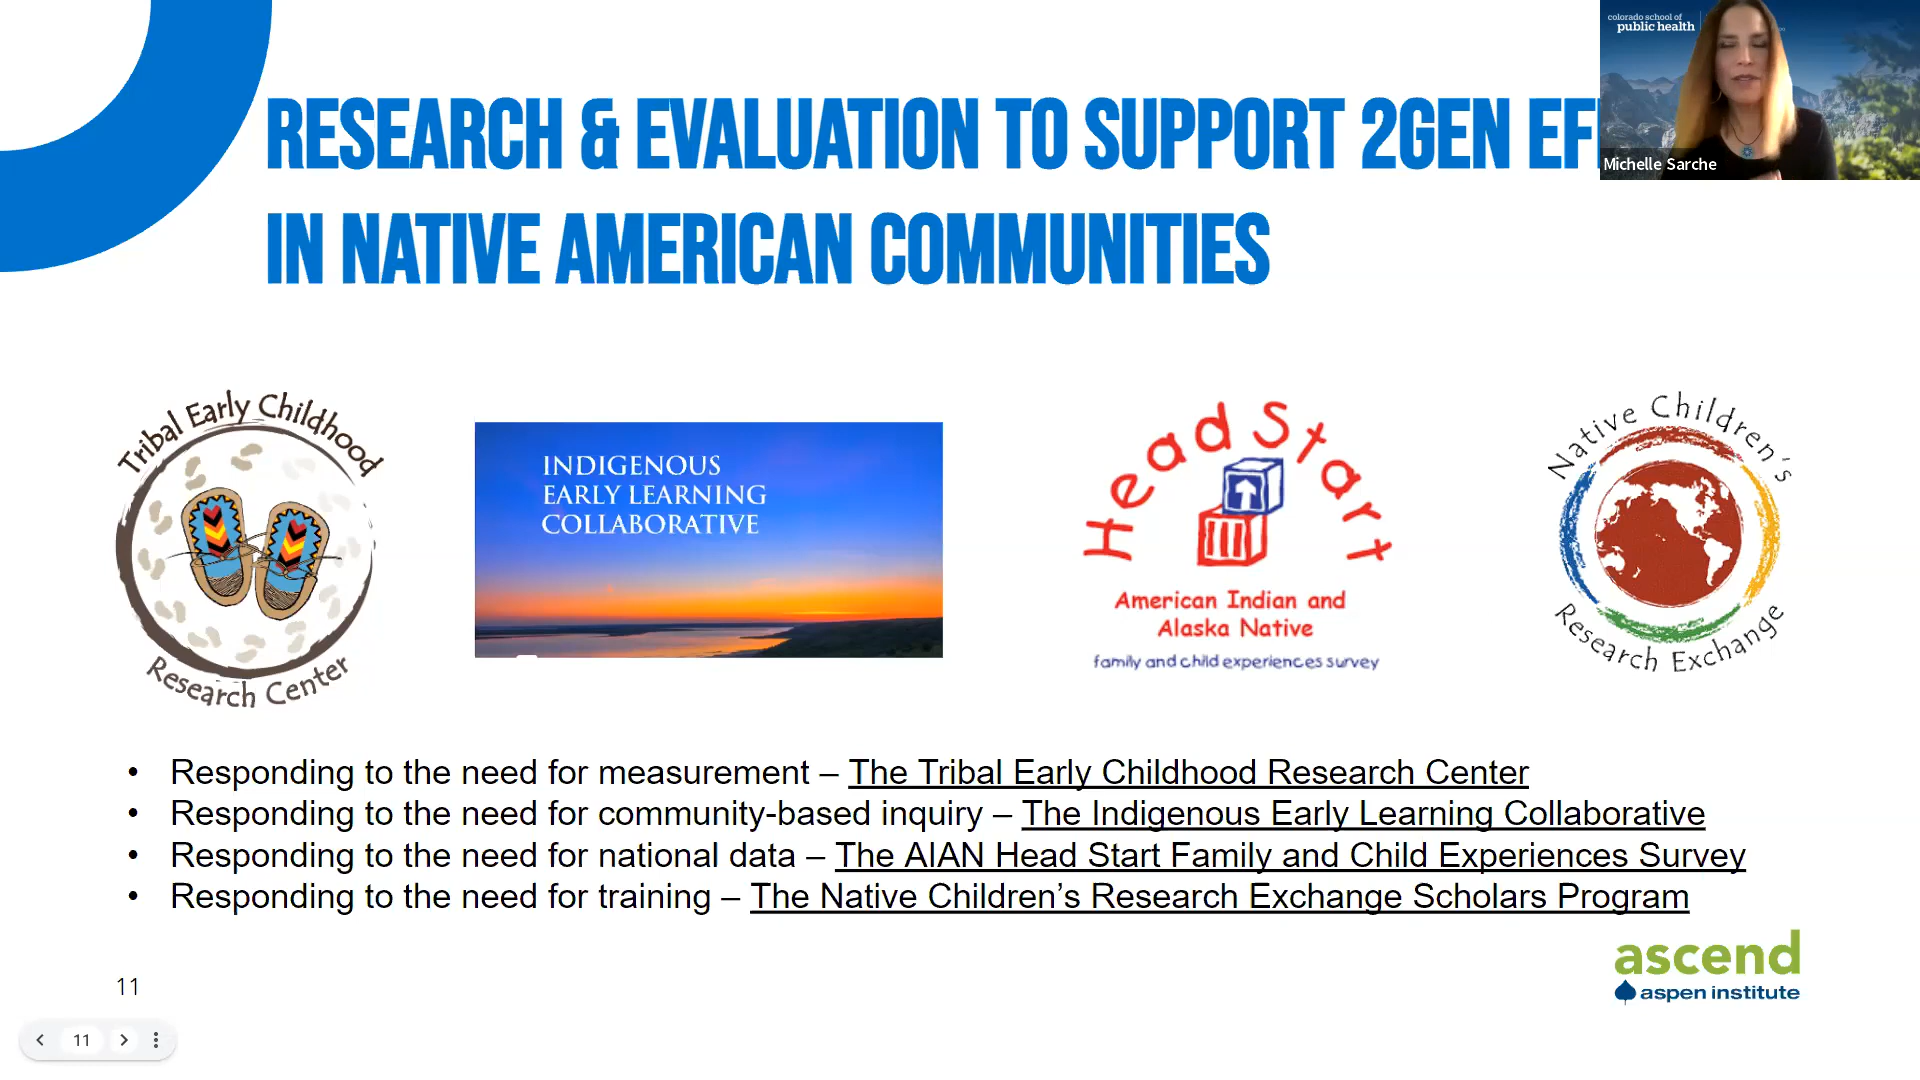 colorado school of
public health
RESEARCH & EVALUATION TO SUPPORT 2GEN EF
Michelle Sarche
IN NATIVE AMERICAN COMMUNITIES
Tribal Early Childhood
Research Center
INDIGENOUS
EARLY LEARNING
COLLABORATIVE
Head Start
American Indian and
Alaska Native
family and child experiences survey
Native Children's
Research Exchange
• Responding to the need for measurement – The Tribal Early Childhood Research Center
• Responding to the need for community-based inquiry – The Indigenous Early Learning Collaborative
• Responding to the need for national data – The AIAN Head Start Family and Child Experiences Survey
• Responding to the need for training – The Native Children’s Research Exchange Scholars Program
ascend
aspen institute
11
11